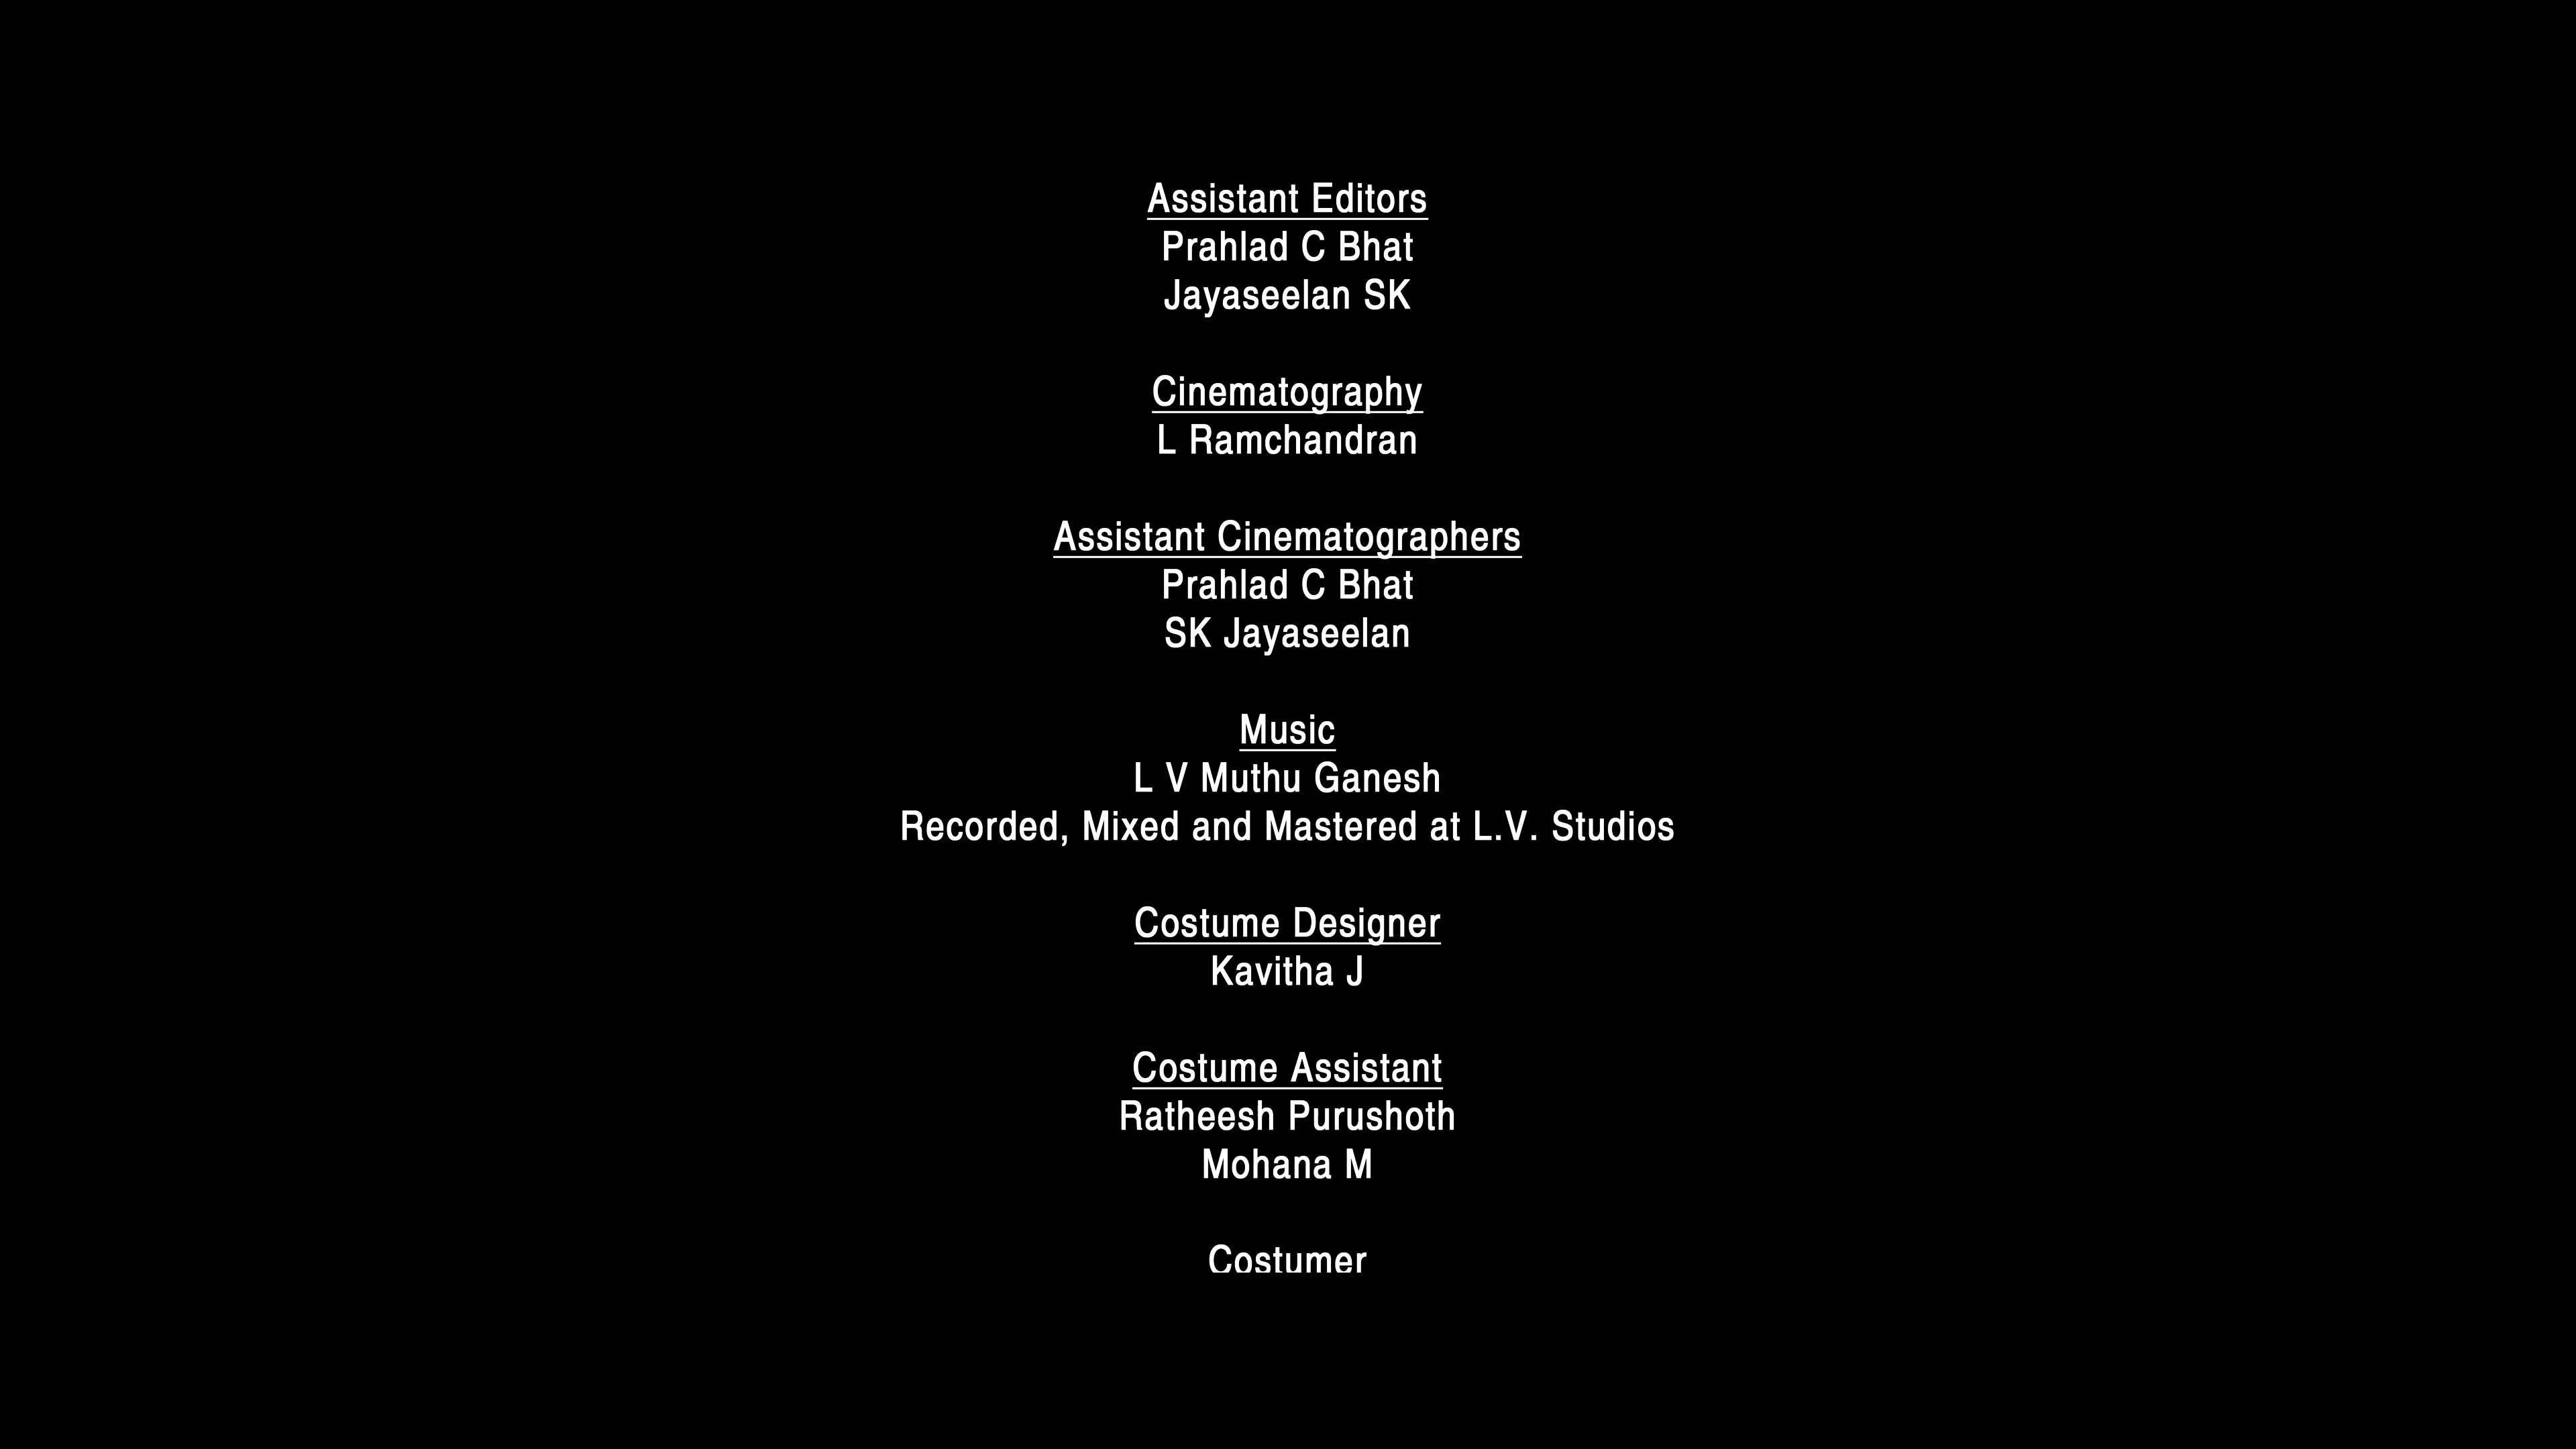 Assistant Editors
Prahlad C Bhat
Jayaseelan SK
Cinematography
L Ramchandran
Assistant Cinematographers
Prahlad C Bhat
SK Jayaseelan
Music
L V Muthu Ganesh
Recorded, Mixed and Mastered at L.V. Studios
Costume Designer
Kavitha J
Costume Assistant
Ratheesh Purushoth
Mohana M
Costumer